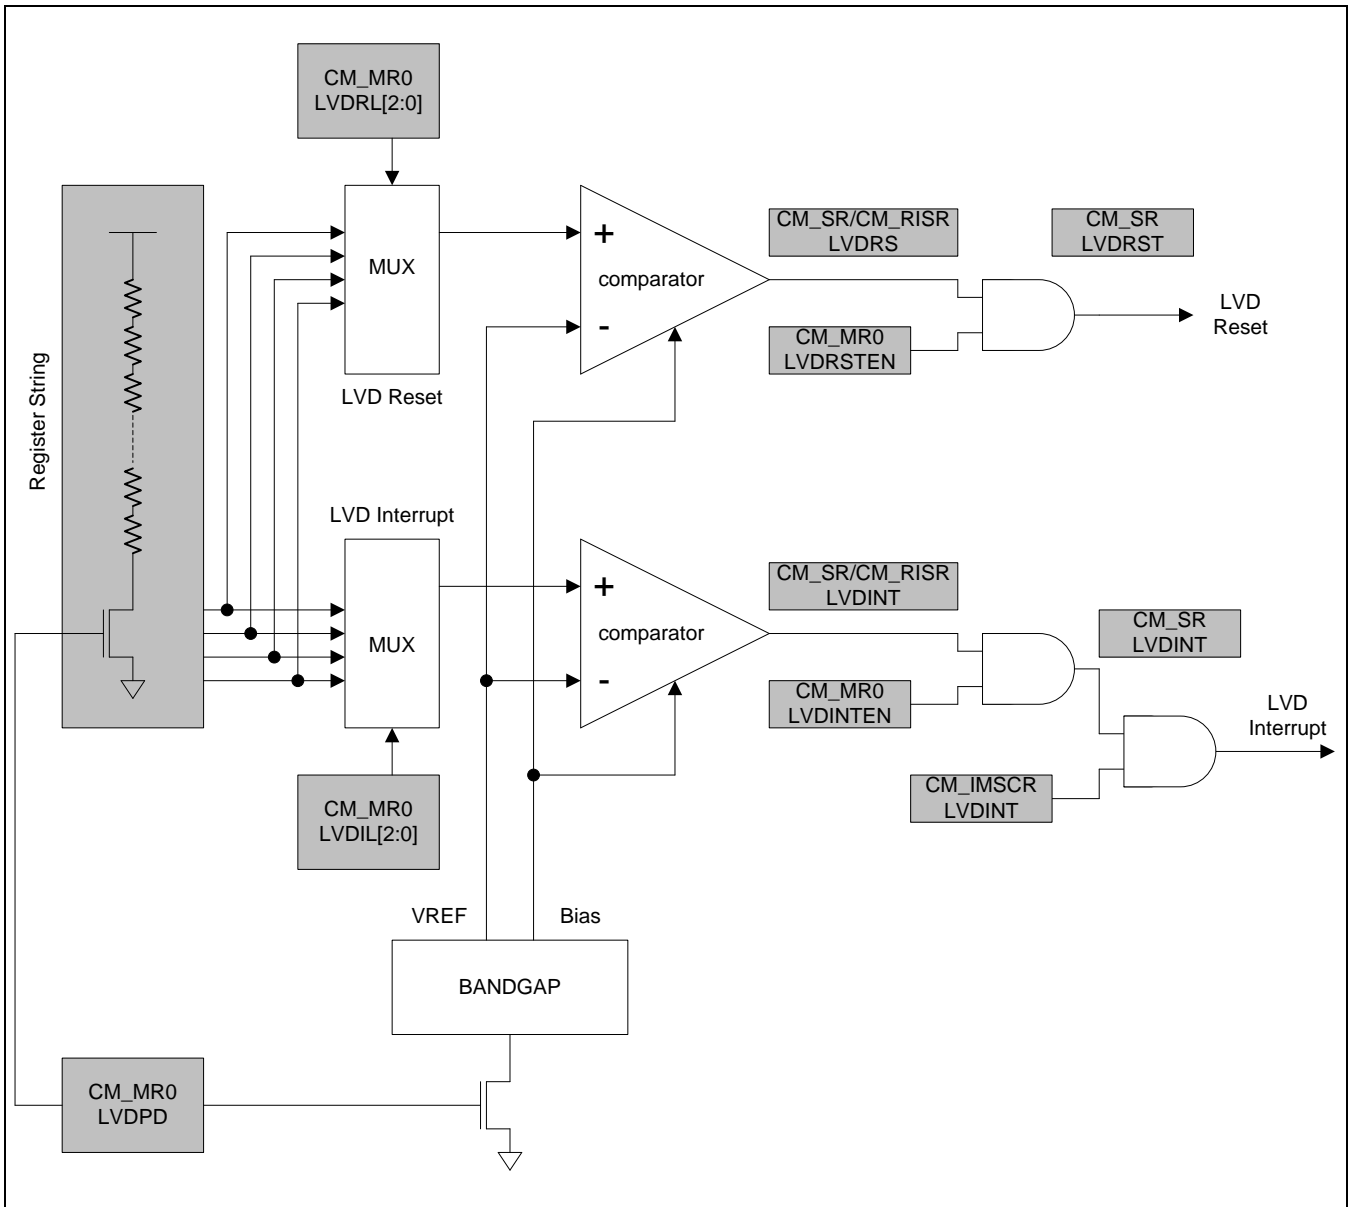 CM_MR0
LVDRL[2:0]
Register String
MUX
LVD Reset
+
comparator
-
CM_SR/CM_RISR
LVDRS
CM_MR0
LVDRSTEN
CM_SR
LVDRST
LVD
Reset
LVD Interrupt
MUX
CM_MR0
LVDIL[2:0]
+
comparator
-
CM_SR/CM_RISR
LVDINT
CM_MR0
LVDINTEN
CM_SR
LVDINT
CM_IMSCR
LVDINT
LVD
Interrupt
VREF
Bias
BANDGAP
CM_MR0
LVDPD